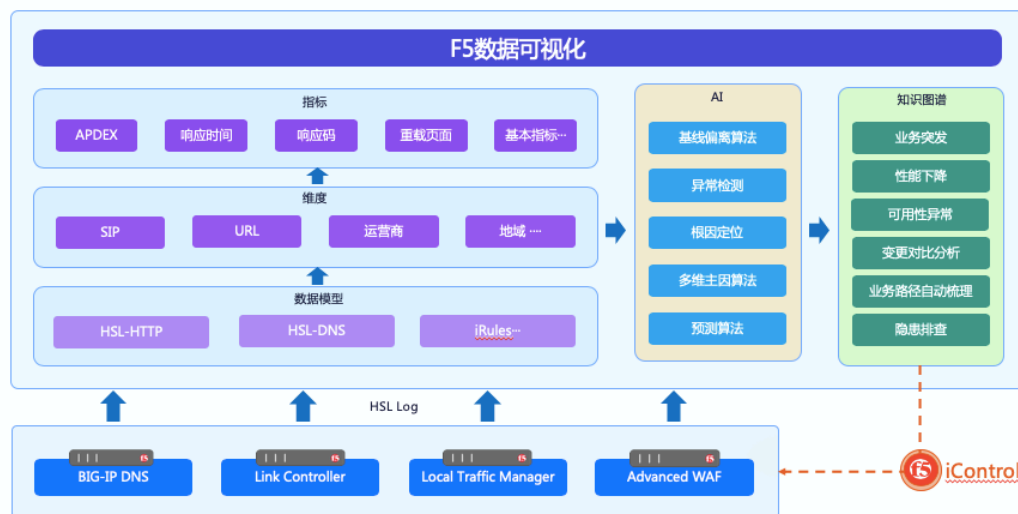 F5数据可视化
指标
APDEX
响应时间
响应码
重载页面
基本指标…
维度
SIP
URL
运营商
地域 ····
数据模型
HSL-HTTP
HSL-DNS
iRules…
AI
基线偏离算法
异常检测
根因定位
多维主因算法
预测算法
知识图谱
业务突发
性能下降
可用性异常
变更对比分析
业务路径自动梳理
隐患排查
HSL Log
f5
BIG-IP DNS
f5
Link Controller
f5
Local Traffic Manager
f5
Advanced WAF
f5
iControl